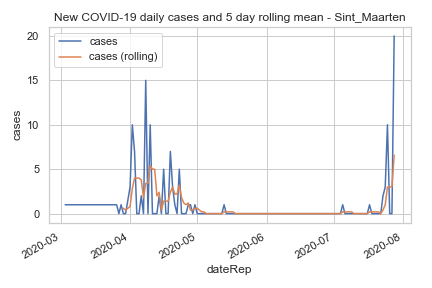 New COVID-19 daily cases and 5 day rolling mean - Sint_Maarten
cases
cases (rolling)
20
15
10
5
0
cases
2020-03
2020-04
2020-05
2020-06
2020-07
2020-08
dateRep